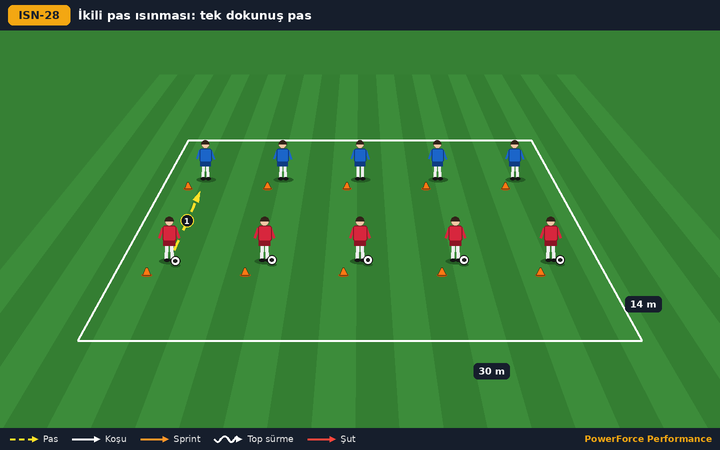 ISN-28 İkili pas ısınması: tek dokunuş pas
1
14 m
30 m
Pas Koşu Sprint Top sürme Şut PowerForce Performance